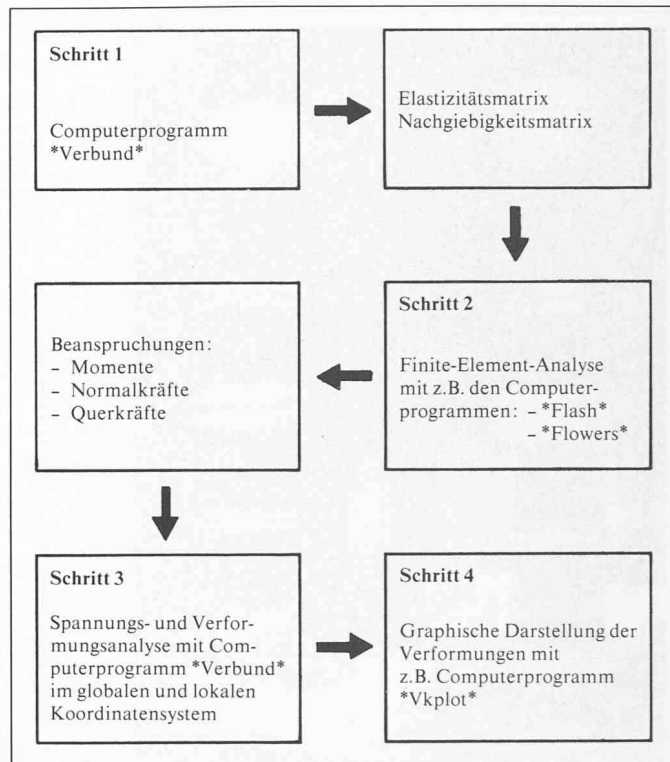 Schritt 1
Computerprogramm
*Verbund*
Elastizitätsmatrix
Nachgiebigkeitsmatrix
Schritt 2
Finite-Element-Analyse
mit z.B. den Computer-
programmen: – *Flash*
– *Flowers*
Beanspruchungen:
– Momente
– Normalkräfte
– Querkräfte
Schritt 3
Spannungs- und Verfor-
mungsanalyse mit Com-
puterprogramm *Verbund*
im globalen und lokalen
Koordinatensystem
Schritt 4
Graphische Darstellung der
Verformungen mit
z.B. Computerprogramm
*Vkplot*